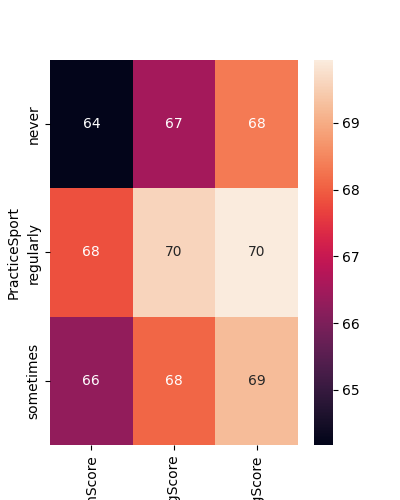 PracticeSport
never
regularly
sometimes
64 67 68
68 70 70
66 68 69
69
68
67
66
65